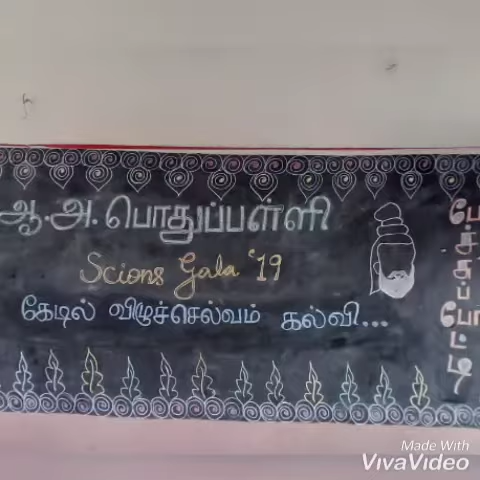 ஆ.அ.பொதுப்பள்ளி
Scions Gala '19
கேடில் விழுச்செல்வம் கல்வி...
பேச்சுப் போட்டி
Made With
VivaVideo